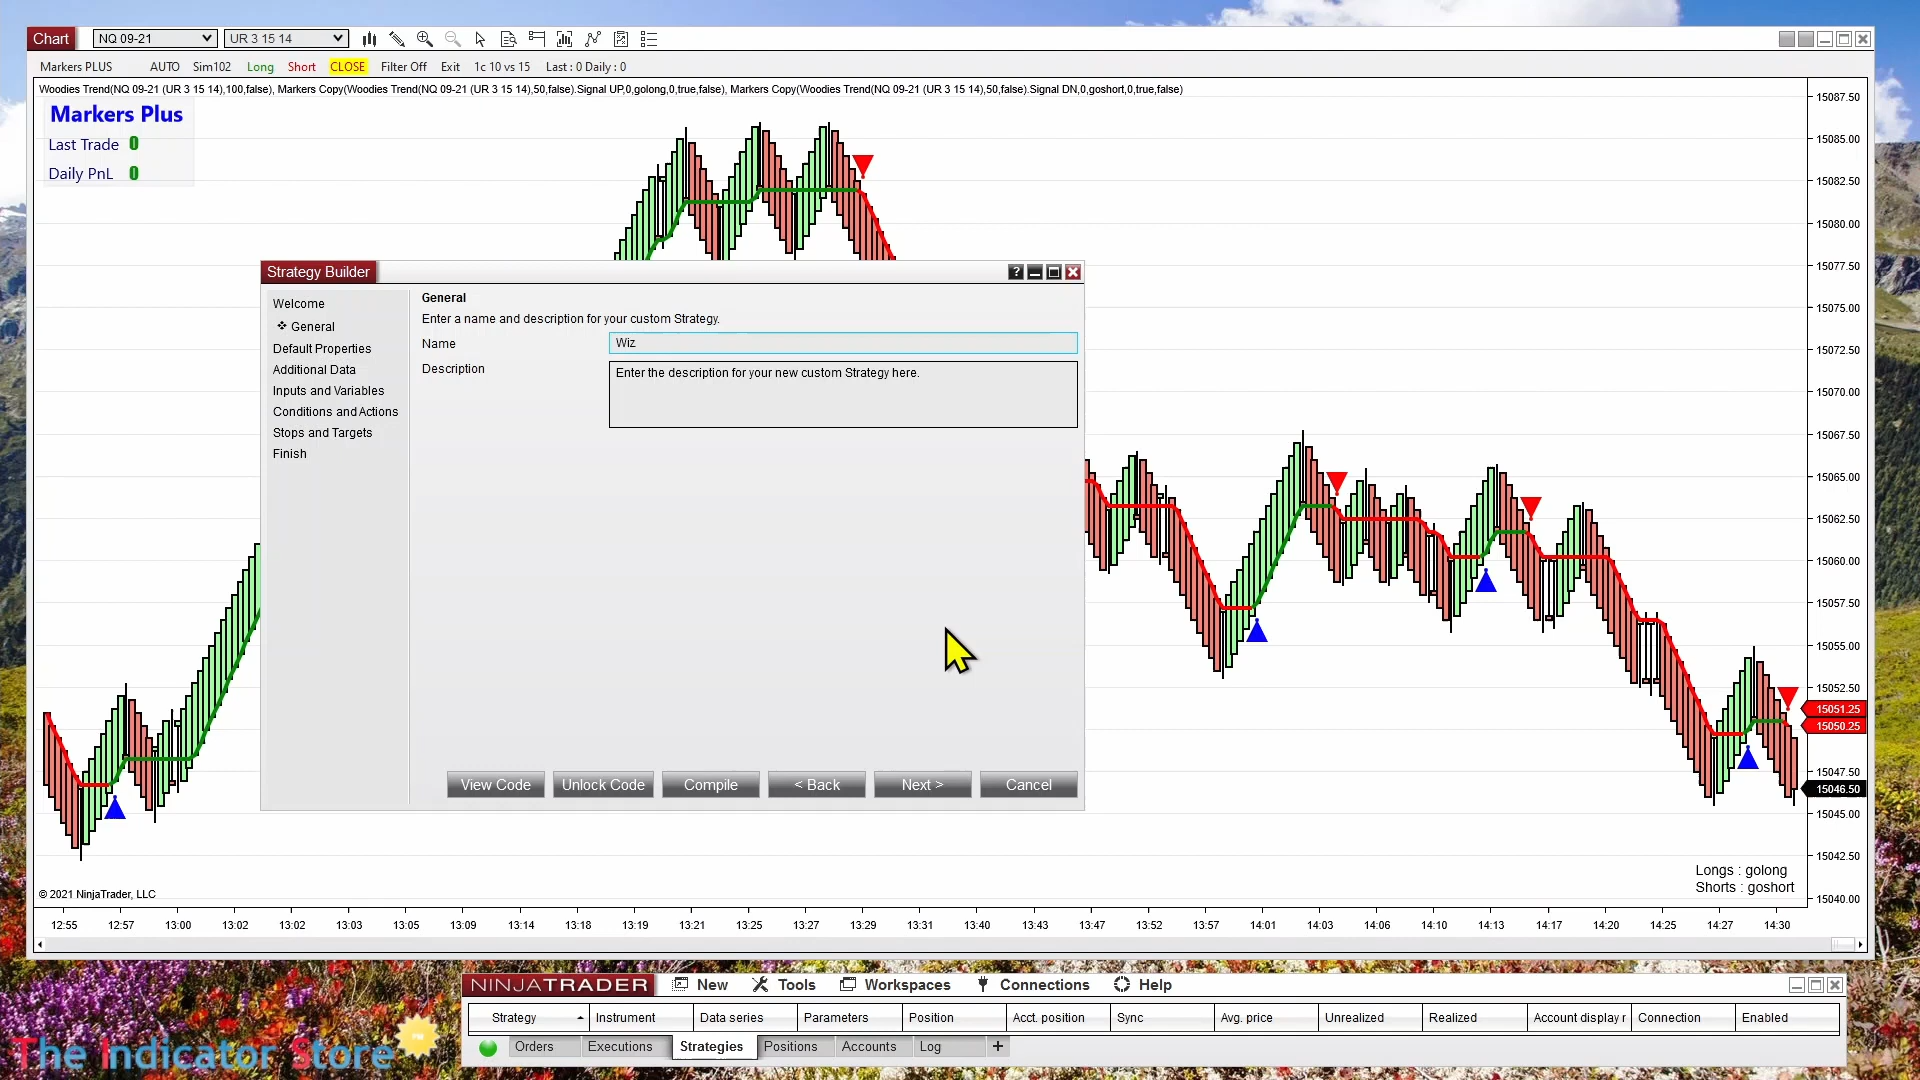 Chart
NQ 09-21
UR 3 15 14
Markers PLUS AUTO Sim102 Long Short CLOSE Filter Off Exit 1c 10 vs 15 Last : 0 Daily : 0
Woodies Trend(NQ 09-21 (UR 3 15 14),100,false), Markers Copy(Woodies Trend(NQ 09-21 (UR 3 15 14),50,false).Signal UP,0,golong,0,true,false), Markers Copy(Woodies Trend(NQ 09-21 (UR 3 15 14),50,false).Signal DN,0,goshort,0,true,false)
Markers Plus
Last Trade 0
Daily PnL 0
15087.50
15085.00
15082.50
15080.00
15077.50
15075.00
15072.50
15070.00
15067.50
15065.00
15062.50
15060.00
15057.50
15055.00
15052.50
15051.25
15050.25
15047.50
15046.50
15045.00
15042.50
15040.00
Strategy Builder
?
Welcome
General
Default Properties
Additional Data
Inputs and Variables
Conditions and Actions
Stops and Targets
Finish
General
Enter a name and description for your custom Strategy.
Name
Wiz
Description
Enter the description for your new custom Strategy here.
View Code
Unlock Code
Compile
< Back
Next >
Cancel
Longs : golong
Shorts : goshort
© 2021 NinjaTrader, LLC
12:55 12:57 13:00 13:02 13:02 13:03 13:05 13:09 13:14 13:18 13:19 13:21 13:27 13:29 13:31 13:40 13:43 13:47 13:52 13:57 14:01 14:03 14:06 14:10 14:13 14:17 14:20 14:25 14:27 14:30
NINJATRADER New Tools Workspaces Connections Help
Strategy Instrument Data series Parameters Position Acct. position Sync Avg. price Unrealized Realized Account display r Connection Enabled
Orders Executions Strategies Positions Accounts Log +
The Indicator Store